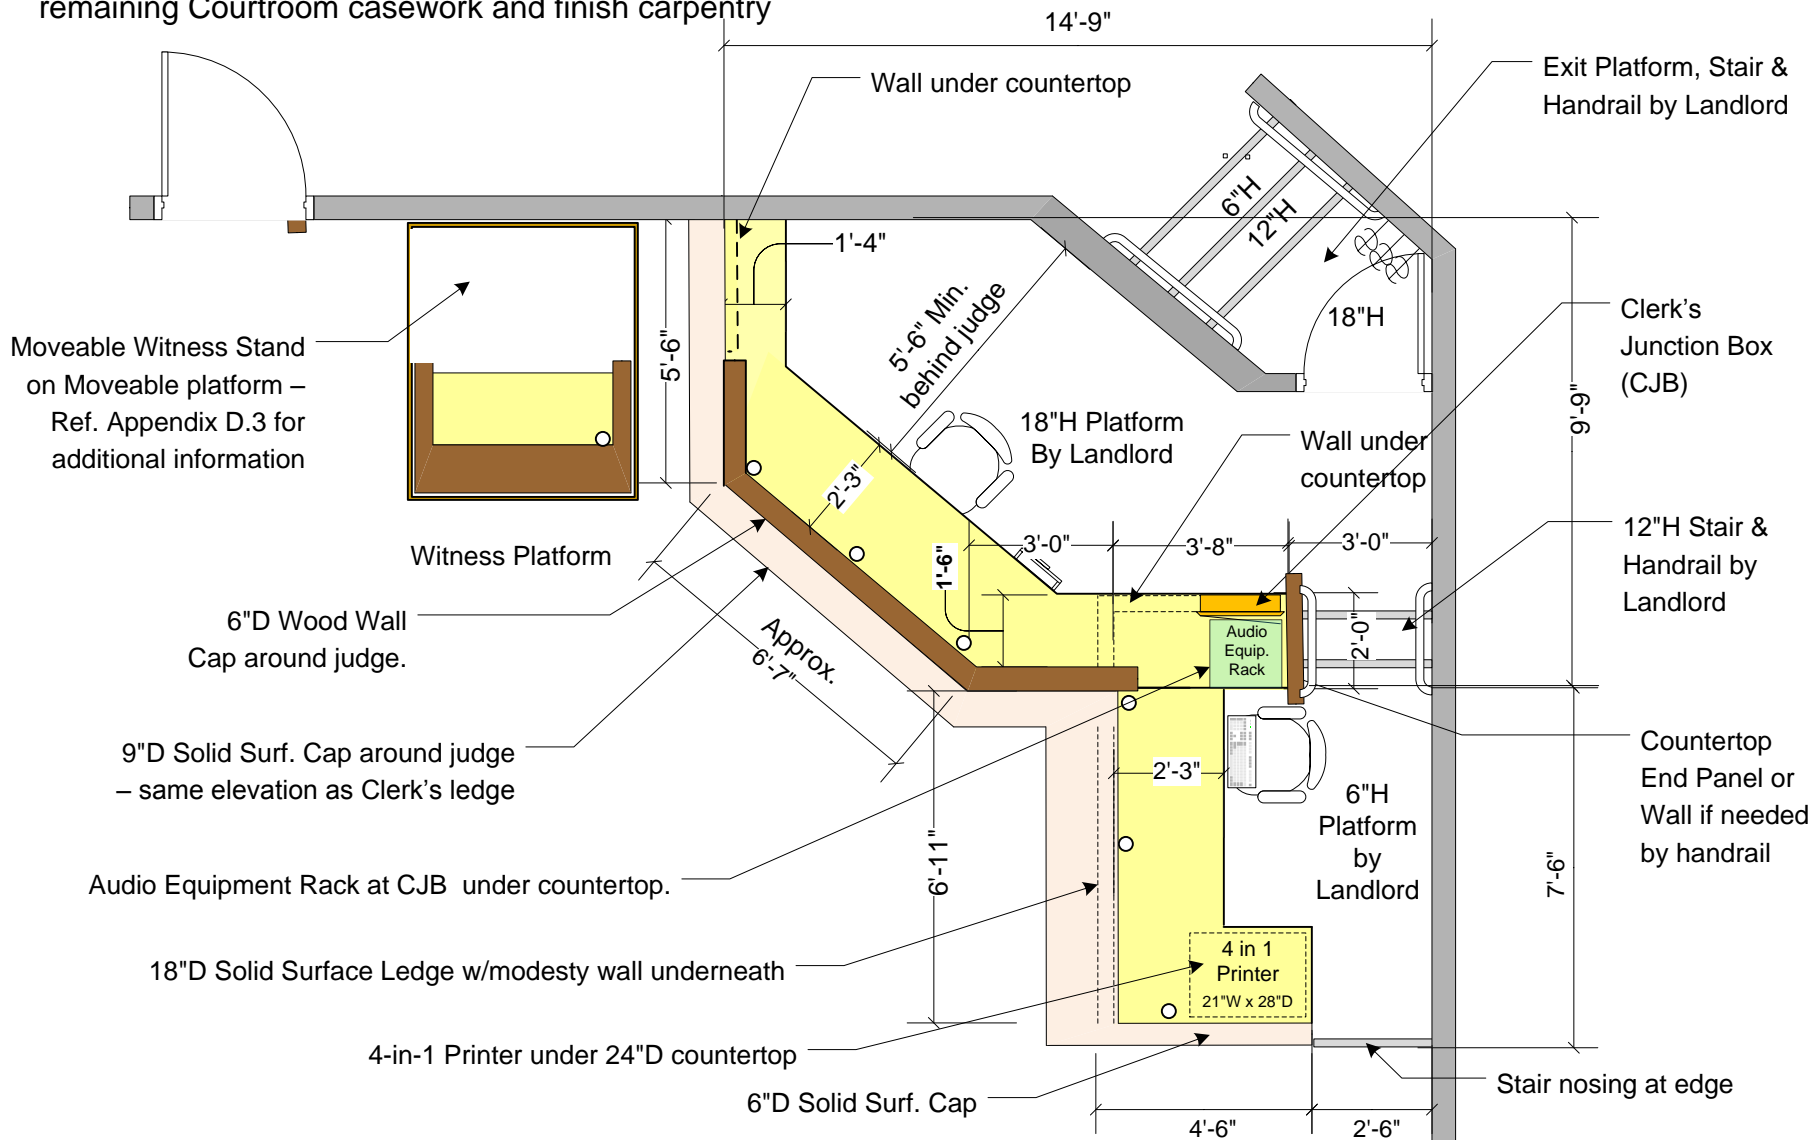 remaining Courtroom casework and finish carpentry
14'-9"
Wall under countertop
Exit Platform, Stair &
Handrail by Landlord
6"H
12"H
18"H
1'-4"
5'-6"
5'-6" Min.
behind judge
Moveable Witness Stand
on Moveable platform –
Ref. Appendix D.3 for
additional information
Clerk’s
Junction Box
(CJB)
9'-9"
18"H Platform
By Landlord
Wall under
countertop
2'-3"
Witness Platform
1'-6"
3'-0"
3'-8"
3'-0"
12"H Stair &
Handrail by
Landlord
2'-0"
6"D Wood Wall
Cap around judge.
Approx.
6'-7"
Audio
Equip.
Rack
9"D Solid Surf. Cap around judge
– same elevation as Clerk’s ledge
2'-3"
Countertop
End Panel or
Wall if needed
by handrail
6"H
Platform
by
Landlord
6'-11"
7'-6"
Audio Equipment Rack at CJB under countertop.
18"D Solid Surface Ledge w/modesty wall underneath
4 in 1
Printer
21"W x 28"D
4-in-1 Printer under 24"D countertop
6"D Solid Surf. Cap
Stair nosing at edge
4'-6"
2'-6"